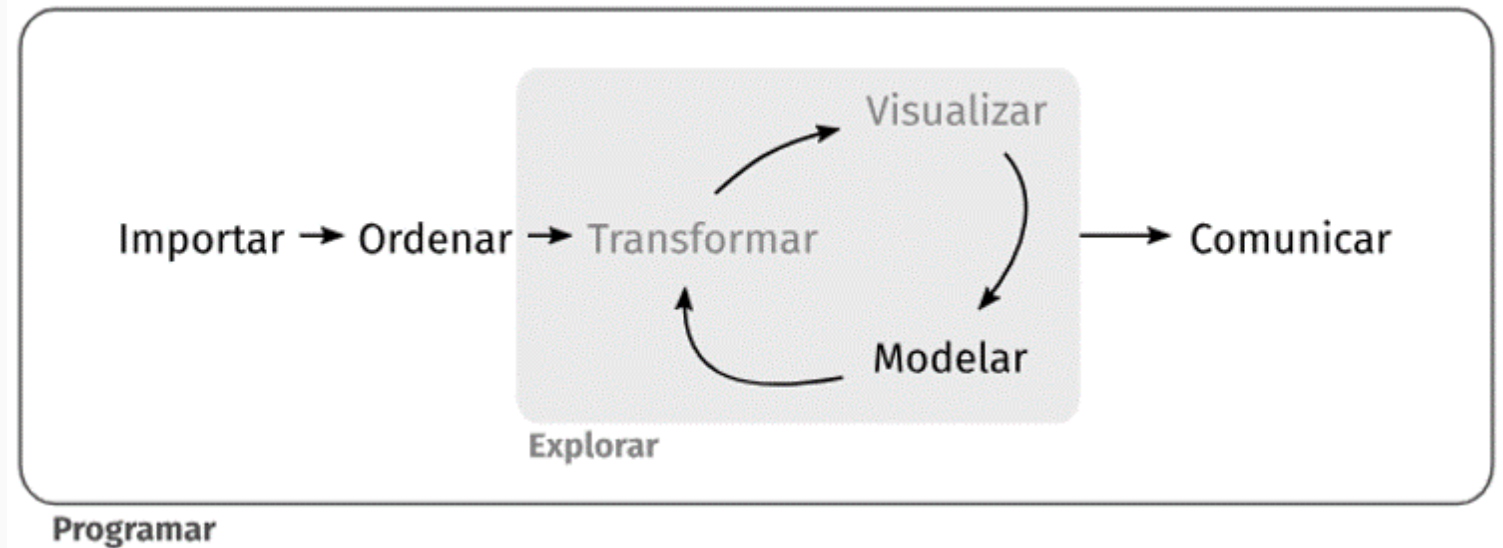 Visualizar
Importar → Ordenar → Transformar → Comunicar
Modelar
Explorar
Programar